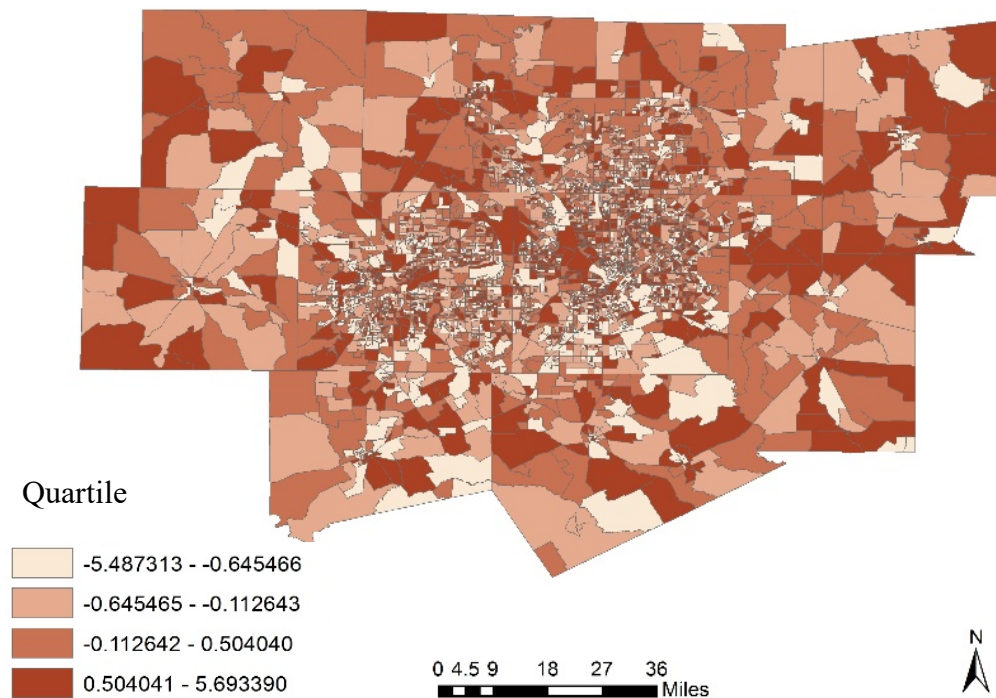 Quartile
-5.487313 - -0.645466
-0.645465 - -0.112643
-0.112642 - 0.504040
0.504041 - 5.693390
0 4.5 9 18 27 36
Miles
N